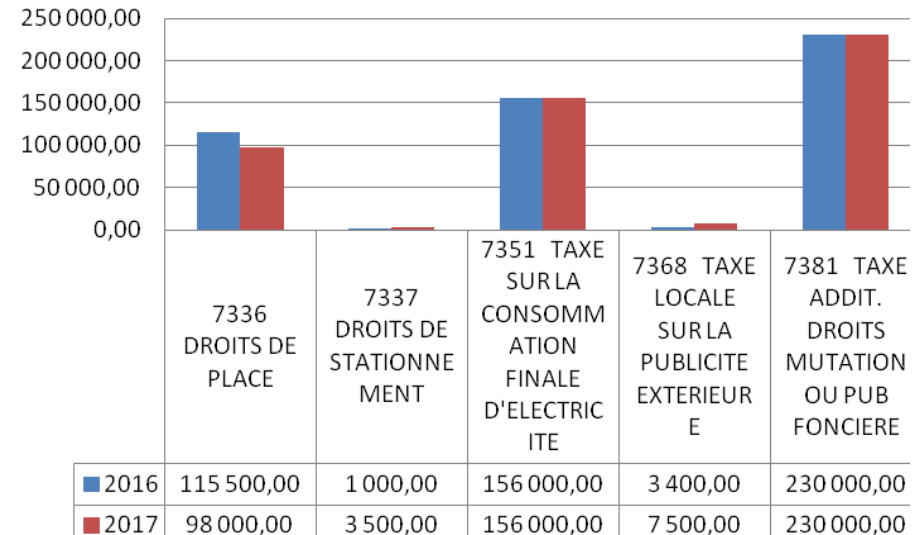 250 000,00
200 000,00
150 000,00
100 000,00
50 000,00
0,00
7336
DROITS DE
PLACE
7337
DROITS DE
STATIONNE
MENT
7351 TAXE
SUR LA
CONSOMM
ATION
FINALE
D'ELECTRIC
ITE
7368 TAXE
LOCALE
SUR LA
PUBLICITE
EXTERIEUR
E
7381 TAXE
ADDIT.
DROITS
MUTATION
OU PUB
FONCIERE
2016 115 500,00 1 000,00 156 000,00 3 400,00 230 000,00
2017 98 000,00 3 500,00 156 000,00 7 500,00 230 000,00